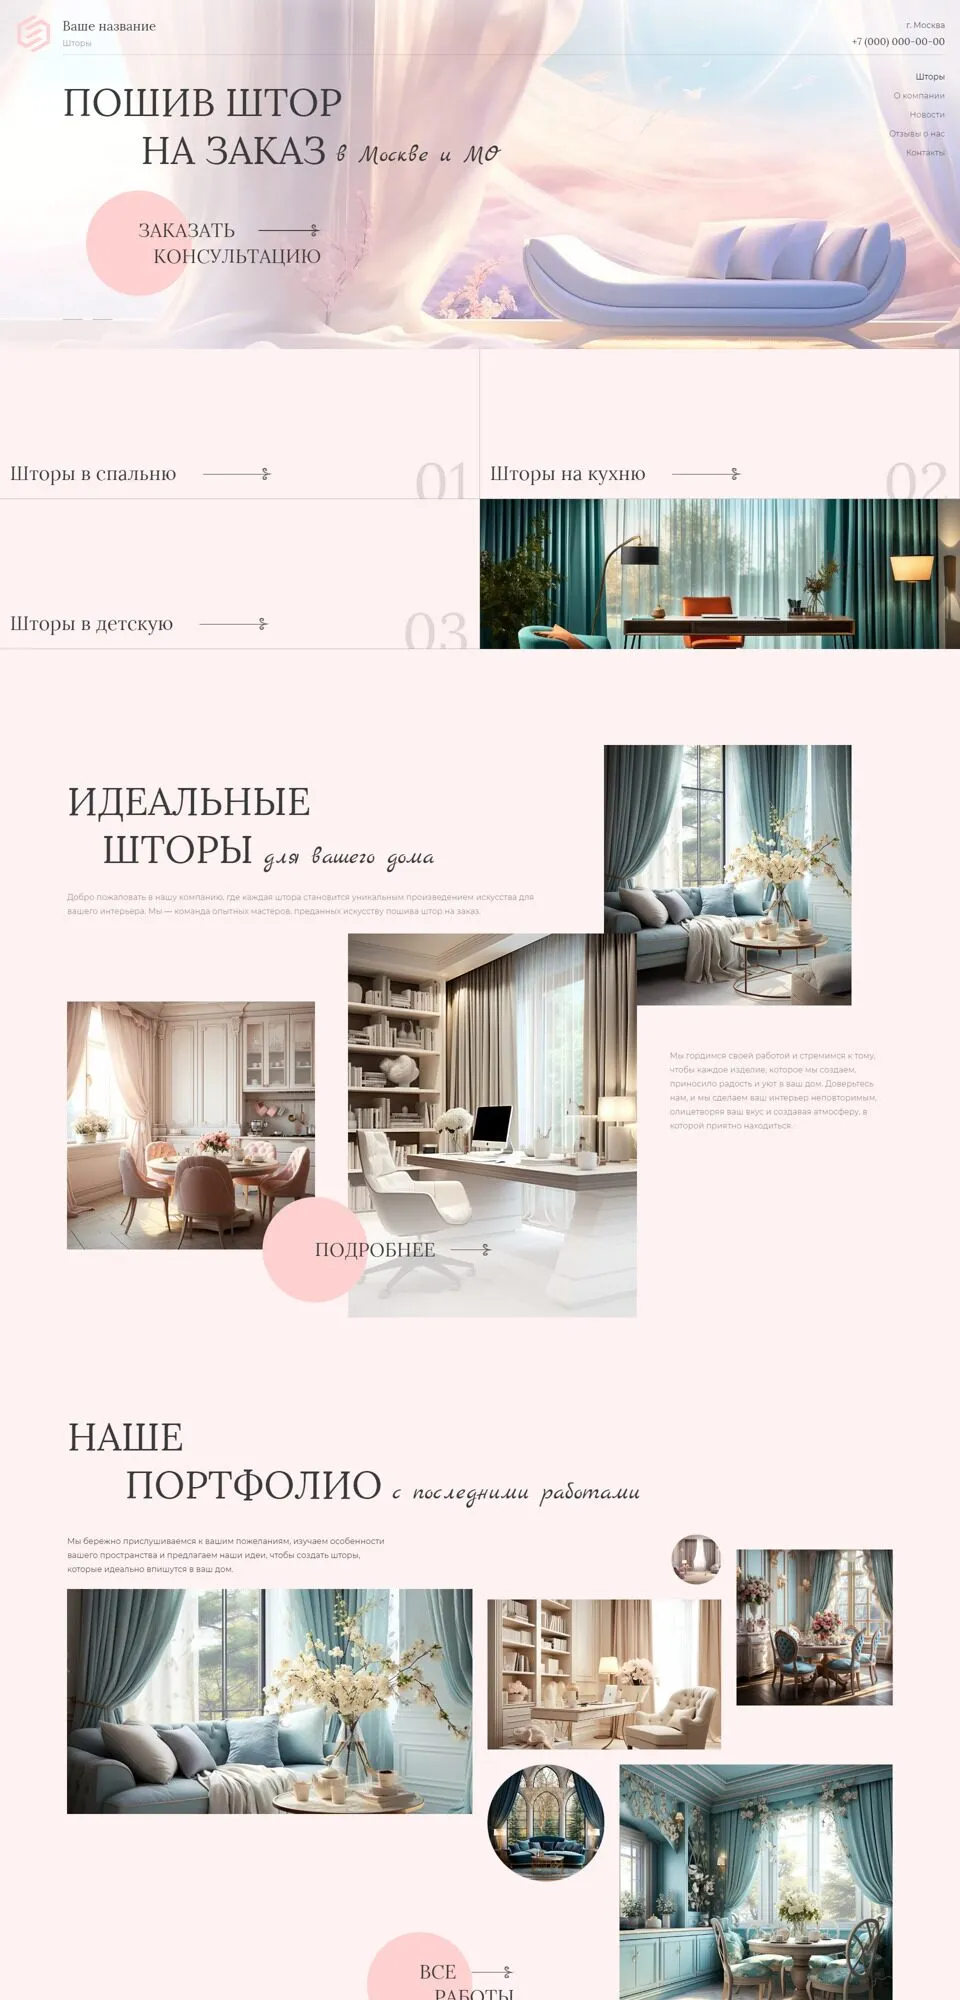 Ваше название
Шторы
г. Москва
+7 (000) 000-00-00
Шторы
О компании
Новости
Отзывы о нас
Контакты
ПОШИВ ШТОР
НА ЗАКАЗ в Москве и МО
ЗАКАЗАТЬ
КОНСУЛЬТАЦИЮ
Шторы в спальню
01
Шторы на кухню
02
Шторы в детскую
03
ИДЕАЛЬНЫЕ
ШТОРЫ для вашего дома
Добро пожаловать в нашу компанию, где каждая штора становится уникальным произведением искусства для
вашего интерьера. Мы — команда опытных мастеров, преданных искусству пошива штор на заказ.
Мы гордимся своей работой и стремимся к тому,
чтобы каждое изделие, которое мы создаем,
приносило радость и уют в ваш дом. Доверьтесь
нам, и мы сделаем ваш интерьер неповторимым,
олицетворяя ваш вкус и создавая атмосферу, в
которой приятно находиться.
ПОДРОБНЕЕ
НАШЕ
ПОРТФОЛИО с последними работами
Мы бережно прислушиваемся к вашим пожеланиям, изучаем особенности
вашего пространства и предлагаем наши идеи, чтобы создать шторы,
которые идеально впишутся в ваш дом.
ВСЕ
РАБОТЫ